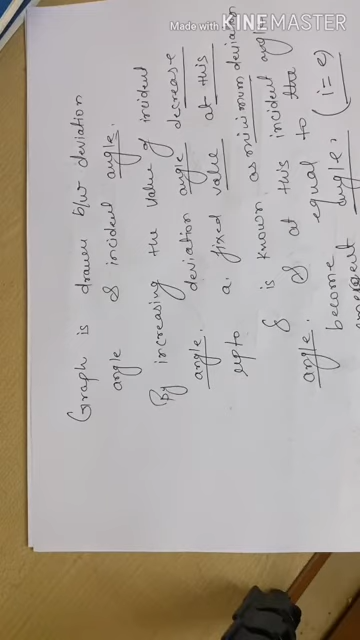 Made with KINEMASTER
Graph is drawn b/w deviation
angle & incident angle.
By increasing the value of incident
angle. deviation angle decrease
upto a fixed value at this
δ is known as minimum deviation
angle. & at this incident angle
become equal to the
emergent angle. (i = e)